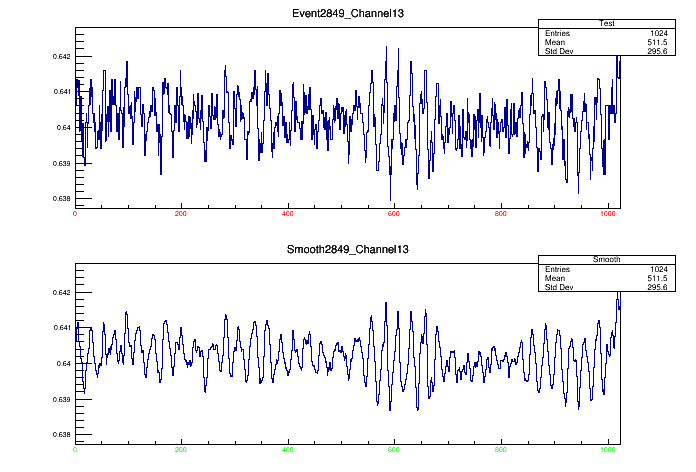 Event2849_Channel13
Test
Entries 1024
Mean 511.5
Std Dev 295.6
0.642
0.641
0.64
0.639
0.638
0 200 400 600 800 1000
Smooth2849_Channel13
Smooth
Entries 1024
Mean 511.5
Std Dev 295.6
0.642
0.641
0.64
0.639
0.638
0 200 400 600 800 1000